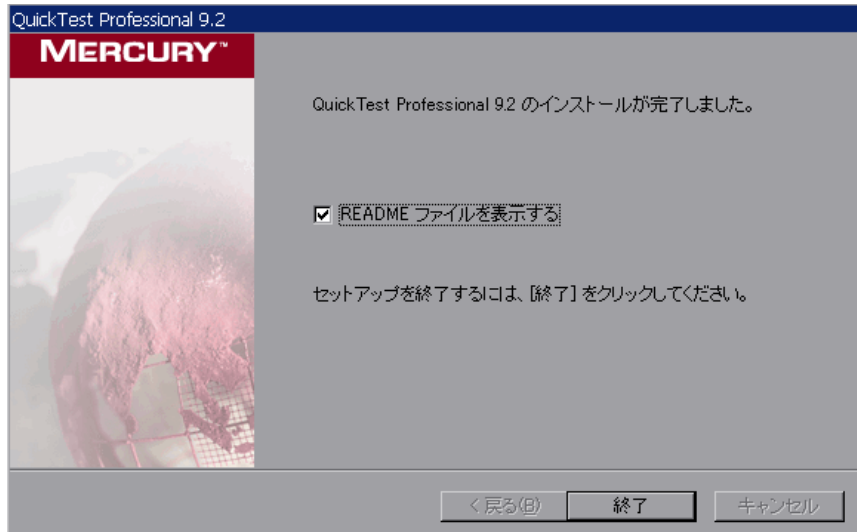 QuickTest Professional 9.2
MERCURY™
QuickTest Professional 9.2 のインストールが完了しました。
README ファイルを表示する
セットアップを終了するには、[終了] をクリックしてください。
< 戻る(B)
終了
キャンセル